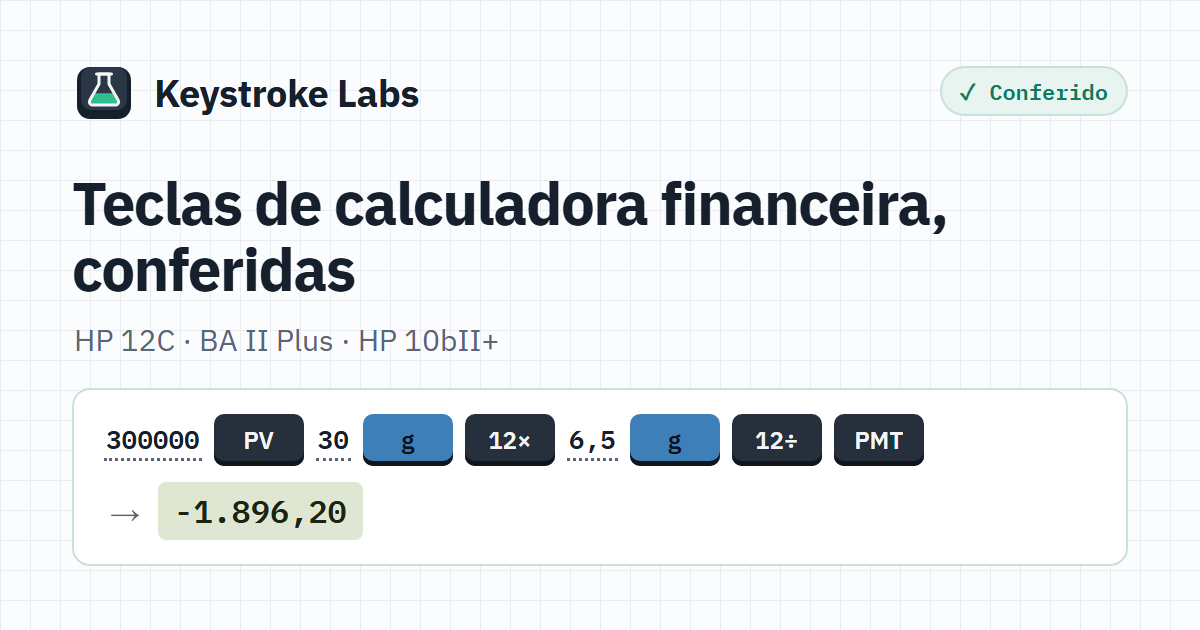 Keystroke Labs
✓ Conferido
Teclas de calculadora financeira,
conferidas
HP 12C · BA II Plus · HP 10bII+
300000 PV 30 g 12× 6,5 g 12÷ PMT
→ -1.896,20